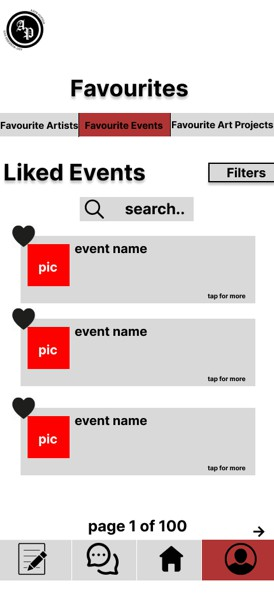 AP
Favourites
Favourite Artists Favourite Events Favourite Art Projects
Liked Events
Filters
search..
event name
pic
tap for more
event name
pic
tap for more
event name
pic
tap for more
page 1 of 100